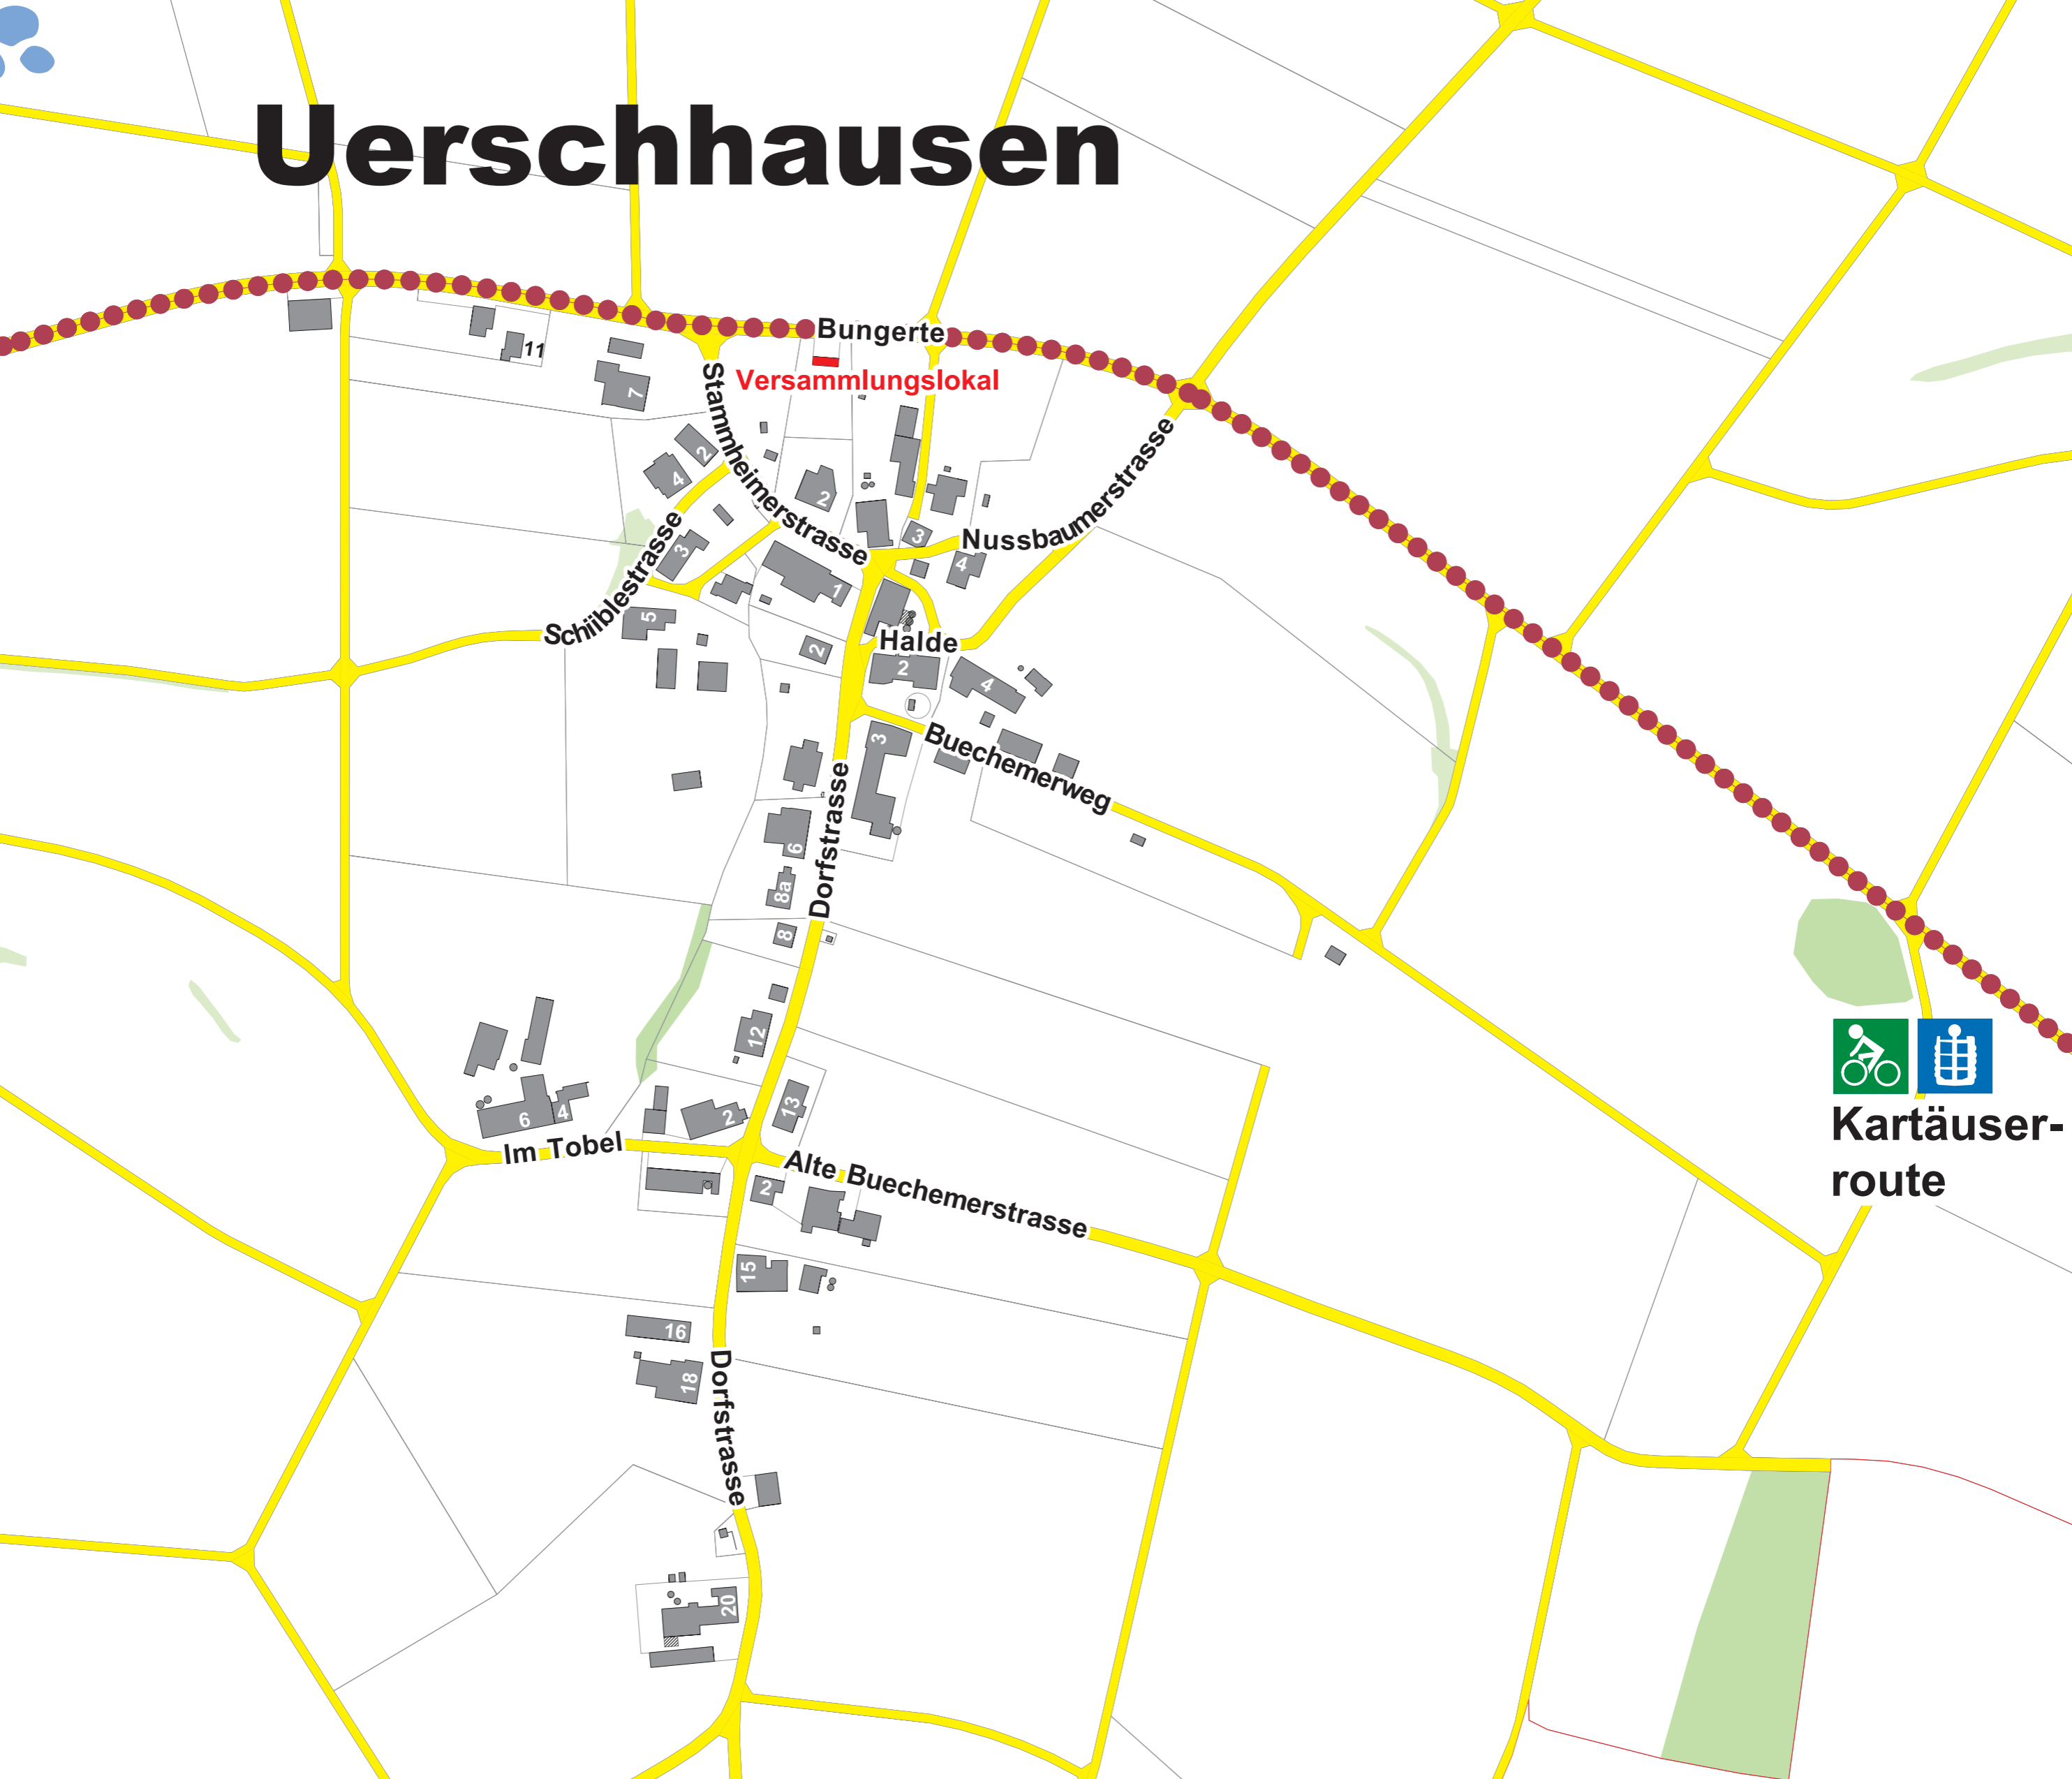 Uerschhausen
Bungerte
11
Versammlungslokal
7
Stammheimerstrasse
2
4
2
Nussbaumerstrasse
3
3
4
1
Schiiblestrasse
5
Halde
2
2
4
3
Buechemerweg
Dorfstrasse
6
8a
8
12
Kartäuser-
route
13
6
4
2
Im Tobel
Alte Buechemerstrasse
2
15
16
18
Dorfstrasse
20